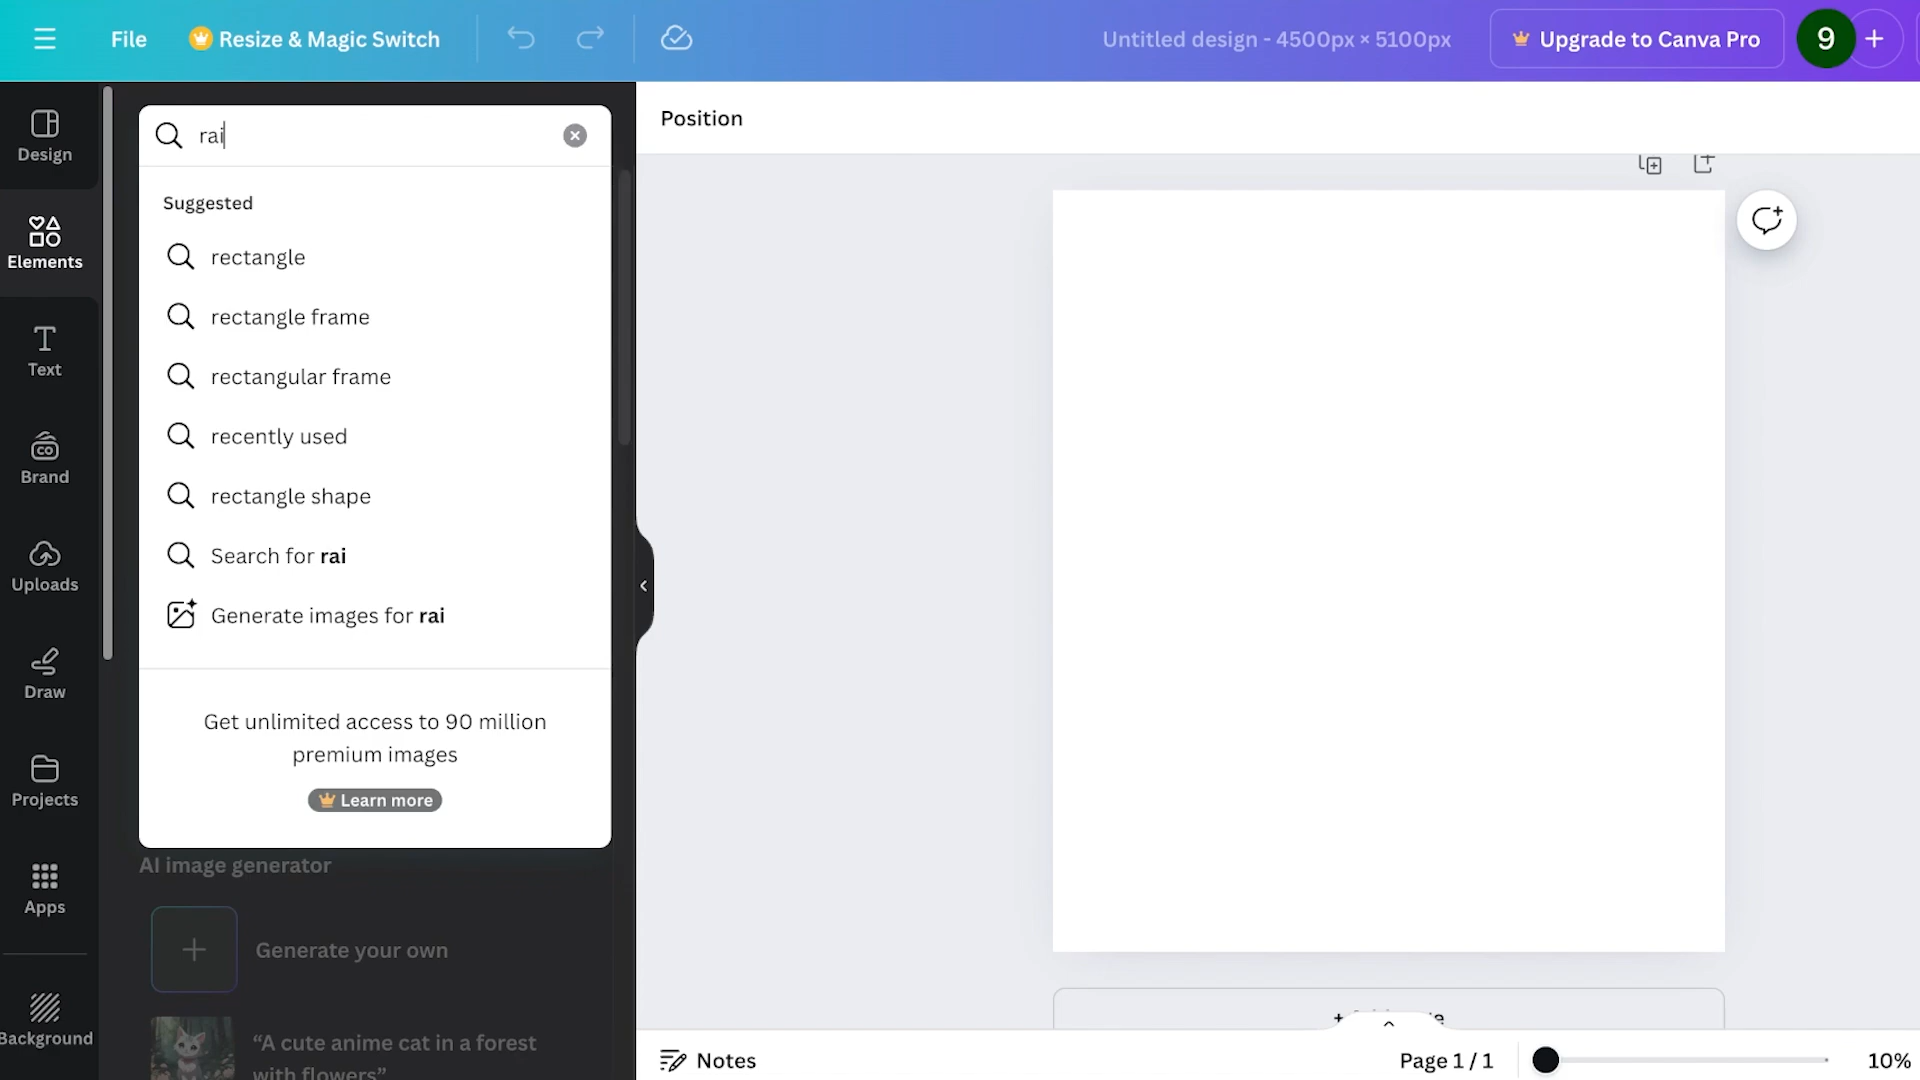 File
Resize & Magic Switch
Untitled design - 4500px × 5100px
Upgrade to Canva Pro
9
Design
Elements
Text
Brand
Uploads
Draw
Projects
Apps
Background
rai
Suggested
rectangle
rectangle frame
rectangular frame
recently used
rectangle shape
Search for rai
Generate images for rai
Get unlimited access to 90 million
premium images
Learn more
AI image generator
Generate your own
“A cute anime cat in a forest
with flowers”
Position
Notes
Page 1 / 1
10%